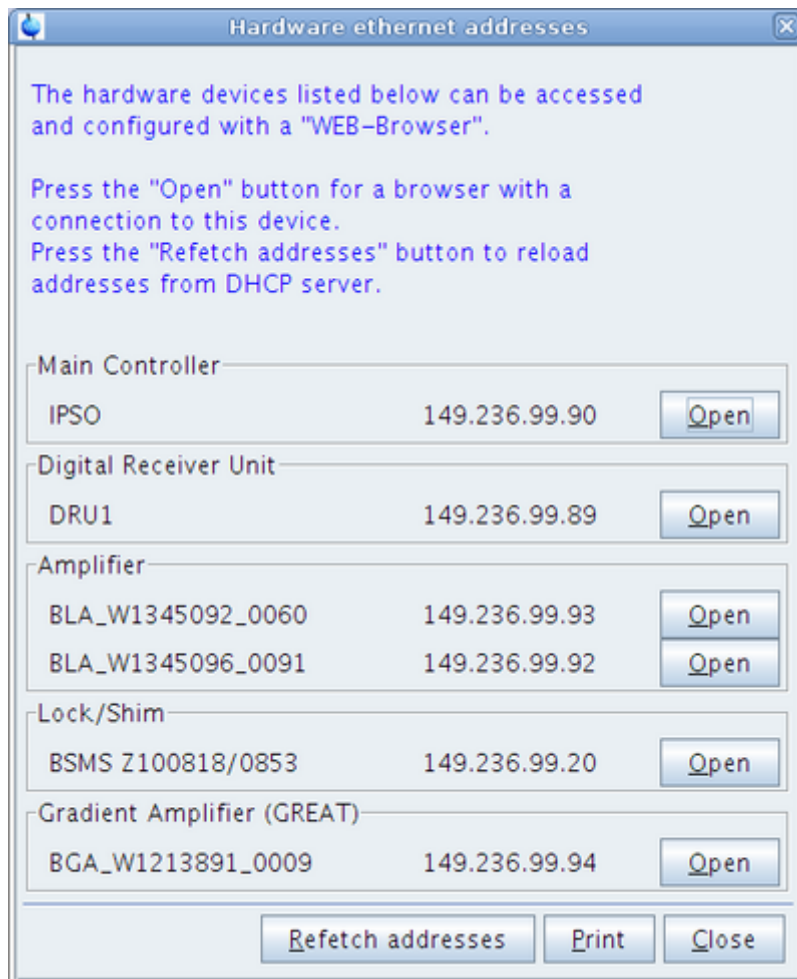 Hardware ethernet addresses
The hardware devices listed below can be accessed
and configured with a "WEB-Browser".
Press the "Open" button for a browser with a
connection to this device.
Press the "Refetch addresses" button to reload
addresses from DHCP server.
Main Controller
IPSO 149.236.99.90 Open
Digital Receiver Unit
DRU1 149.236.99.89 Open
Amplifier
BLA_W1345092_0060 149.236.99.93 Open
BLA_W1345096_0091 149.236.99.92 Open
Lock/Shim
BSMS Z100818/0853 149.236.99.20 Open
Gradient Amplifier (GREAT)
BGA_W1213891_0009 149.236.99.94 Open
Refetch addresses Print Close